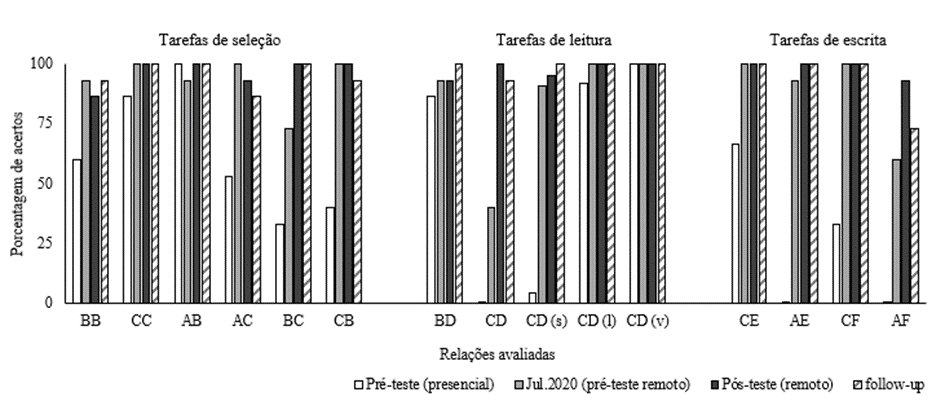 Tarefas de seleção
Tarefas de leitura
Tarefas de escrita
Porcentagem de acertos
100
75
50
25
0
BB CC AB AC BC CB BD CD CD (s) CD (l) CD (v) CE AE CF AF
Relações avaliadas
Pré-teste (presencial) Jul.2020 (pré-teste remoto) Pós-teste (remoto) follow-up